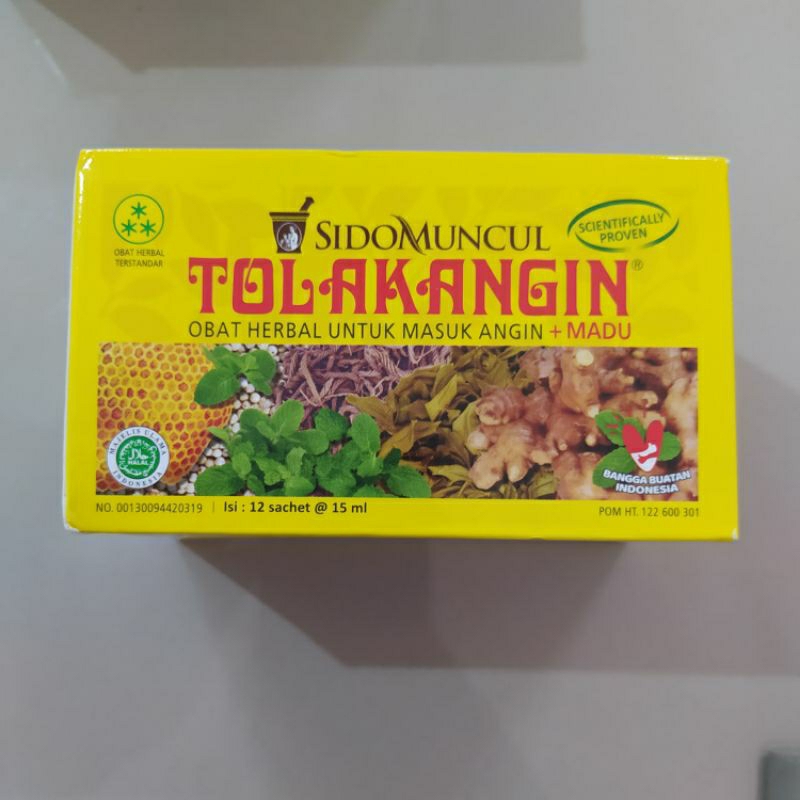 OBAT HERBAL
TERSTANDAR
SIDOMUNCUL
SCIENTIFICALLY
PROVEN
TOLAKANGIN®
OBAT HERBAL UNTUK MASUK ANGIN + MADU
MAJELIS ULAMA
HALAL
INDONESIA
BANGGA BUATAN
INDONESIA
NO. 00130094420319 | Isi : 12 sachet @ 15 ml
POM HT. 122 600 301